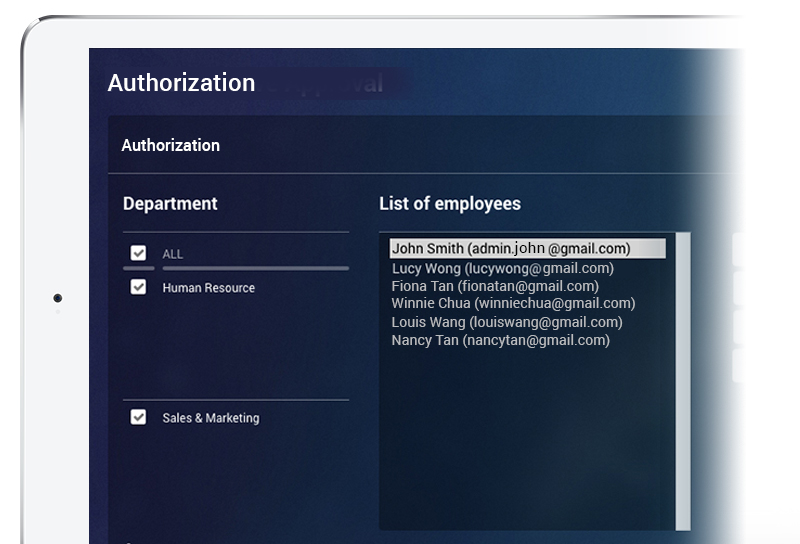 Authorization
Authorization
Department
ALL
Human Resource
Sales & Marketing
List of employees
John Smith (admin.john @gmail.com)
Lucy Wong (lucywong@gmail.com)
Fiona Tan (fionatan@gmail.com)
Winnie Chua (winniechua@gmail.com)
Louis Wang (louiswang@gmail.com)
Nancy Tan (nancytan@gmail.com)